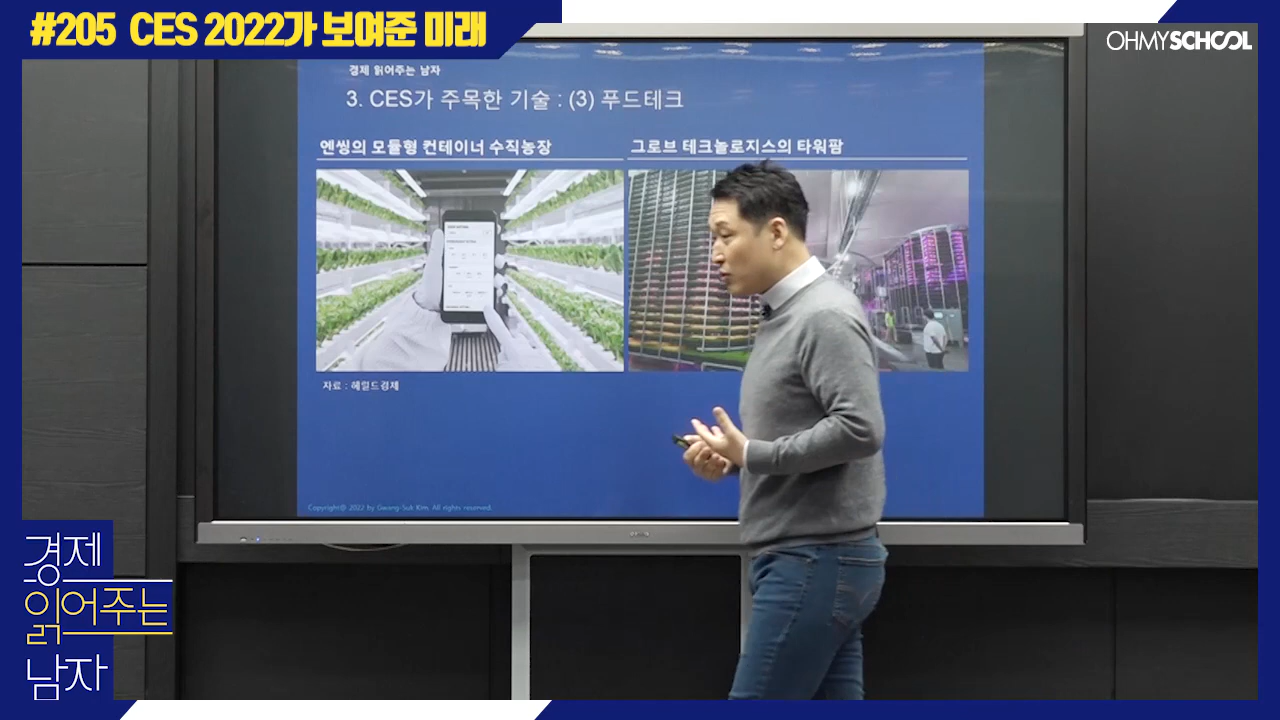 #205 CES 2022가 보여준 미래
OHMYSCHOOL
경제 읽어주는 남자
3. CES가 주목한 기술 : (3) 푸드테크
엔씽의 모듈형 컨테이너 수직농장
그로브 테크놀로지스의 타워팜
자료 : 헤럴드경제
Copyright@ 2022 by Gwang-Suk Kim. All rights reserved.
경제
읽어주는
남자